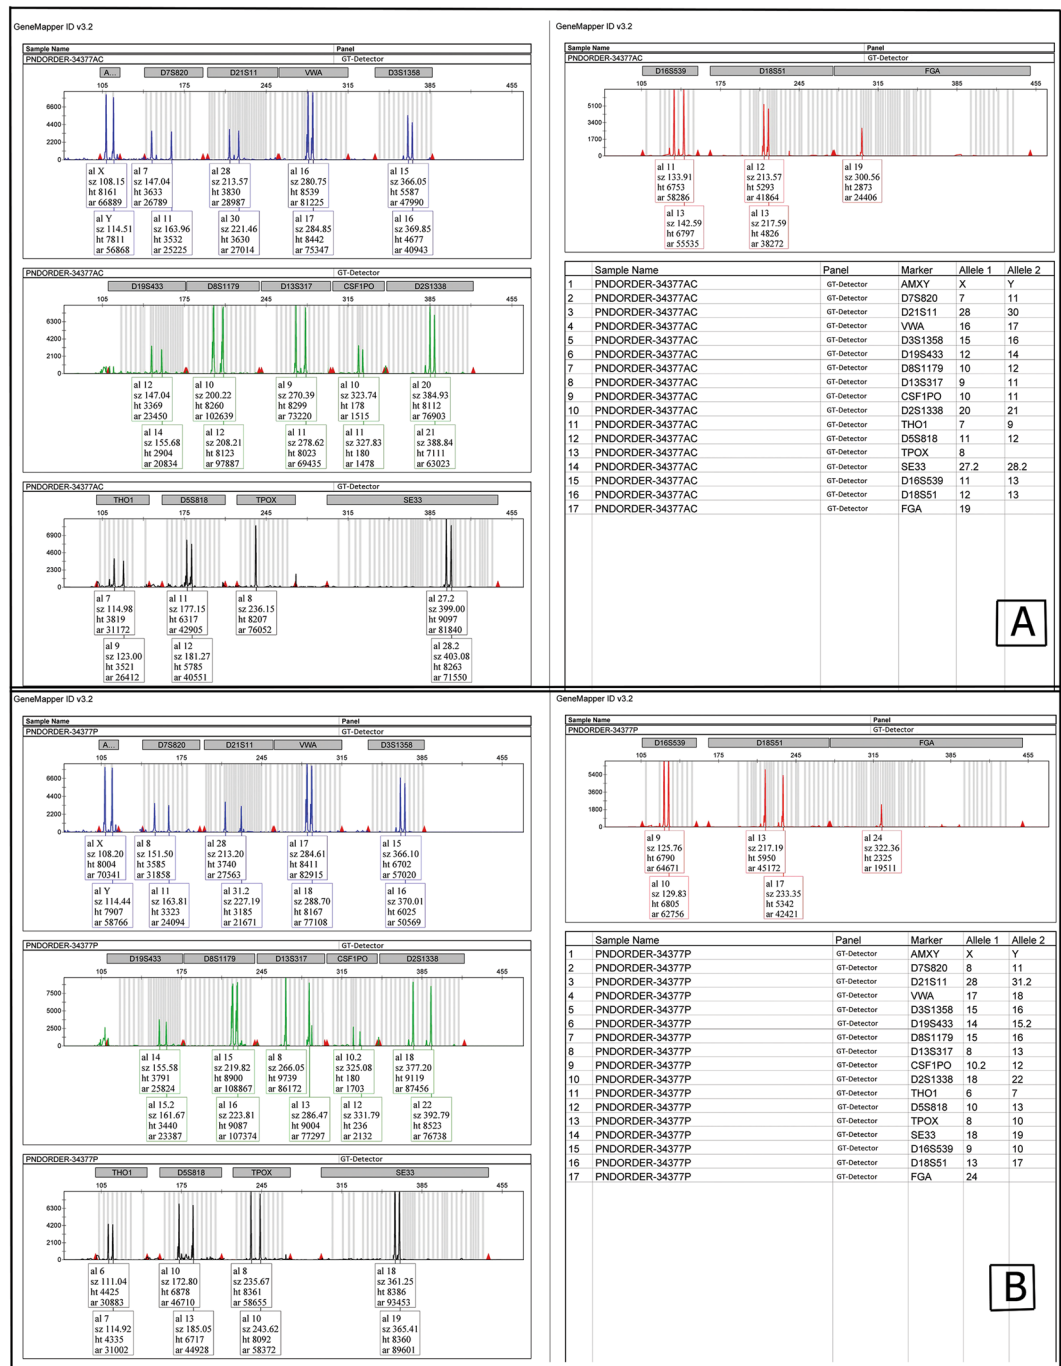 GeneMapper ID v3.2
Sample Name Panel
PNDORDER-34377AC GT-Detector
A... D7S820 D21S11 VWA D3S1358
105 175 245 315 385 455
6600
4400
2200
0
al X al 7 al 28 al 16 al 15
sz 108.15 sz 147.04 sz 213.57 sz 280.75 sz 366.05
ht 8161 ht 3633 ht 3830 ht 8539 ht 5587
ar 66889 ar 26789 ar 28987 ar 81225 ar 47990
al Y al 11 al 30 al 17 al 16
sz 114.51 sz 163.96 sz 221.46 sz 284.85 sz 369.85
ht 7811 ht 3532 ht 3630 ht 8442 ht 4677
ar 56868 ar 25225 ar 27014 ar 75347 ar 40943
PNDORDER-34377AC GT-Detector
D19S433 D8S1179 D13S317 CSF1PO D2S1338
105 175 245 315 385 455
6300
4200
2100
0
al 12 al 10 al 9 al 10 al 20
sz 147.04 sz 200.22 sz 270.39 sz 323.74 sz 384.93
ht 3369 ht 8260 ht 8299 ht 178 ht 8112
ar 23450 ar 102639 ar 73220 ar 1515 ar 76903
al 14 al 12 al 11 al 11 al 21
sz 155.68 sz 208.21 sz 278.62 sz 327.83 sz 388.84
ht 2904 ht 8123 ht 8023 ht 180 ht 7111
ar 20834 ar 97887 ar 69435 ar 1478 ar 63023
PNDORDER-34377AC GT-Detector
THO1 D5S818 TPOX SE33
105 175 245 315 385 455
6900
4600
2300
0
al 7 al 11 al 8 al 27.2
sz 114.98 sz 177.15 sz 236.15 sz 399.00
ht 3819 ht 6317 ht 8207 ht 9097
ar 31172 ar 42905 ar 76052 ar 81840
al 9 al 12 al 28.2
sz 123.00 sz 181.27 sz 403.08
ht 3521 ht 5785 ht 8263
ar 26412 ar 40551 ar 71550
GeneMapper ID v3.2
Sample Name Panel
PNDORDER-34377AC GT-Detector
D16S539 D18S51 FGA
105 175 245 315 385 455
5100
3400
1700
0
al 11 al 12 al 19
sz 133.91 sz 213.57 sz 300.56
ht 6753 ht 5293 ht 2873
ar 58286 ar 41864 ar 24406
al 13 al 13
sz 142.59 sz 217.59
ht 6797 ht 4826
ar 55535 ar 38272
Sample Name Panel Marker Allele 1 Allele 2
1 PNDORDER-34377AC GT-Detector AMXY X Y
2 PNDORDER-34377AC GT-Detector D7S820 7 11
3 PNDORDER-34377AC GT-Detector D21S11 28 30
4 PNDORDER-34377AC GT-Detector VWA 16 17
5 PNDORDER-34377AC GT-Detector D3S1358 15 16
6 PNDORDER-34377AC GT-Detector D19S433 12 14
7 PNDORDER-34377AC GT-Detector D8S1179 10 12
8 PNDORDER-34377AC GT-Detector D13S317 9 11
9 PNDORDER-34377AC GT-Detector CSF1PO 10 11
10 PNDORDER-34377AC GT-Detector D2S1338 20 21
11 PNDORDER-34377AC GT-Detector THO1 7 9
12 PNDORDER-34377AC GT-Detector D5S818 11 12
13 PNDORDER-34377AC GT-Detector TPOX 8
14 PNDORDER-34377AC GT-Detector SE33 27.2 28.2
15 PNDORDER-34377AC GT-Detector D16S539 11 13
16 PNDORDER-34377AC GT-Detector D18S51 12 13
17 PNDORDER-34377AC GT-Detector FGA 19
A
GeneMapper ID v3.2
Sample Name Panel
PNDORDER-34377P GT-Detector
A... D7S820 D21S11 VWA D3S1358
105 175 245 315 385 455
6600
4400
2200
0
al X al 8 al 28 al 17 al 15
sz 108.20 sz 151.50 sz 213.20 sz 284.61 sz 366.10
ht 8004 ht 3585 ht 3740 ht 8411 ht 6702
ar 70341 ar 31858 ar 27563 ar 82915 ar 57020
al Y al 11 al 31.2 al 18 al 16
sz 114.44 sz 163.81 sz 227.19 sz 288.70 sz 370.01
ht 7907 ht 3323 ht 3185 ht 8167 ht 6025
ar 58766 ar 24094 ar 21671 ar 77108 ar 50569
PNDORDER-34377P GT-Detector
D19S433 D8S1179 D13S317 CSF1PO D2S1338
105 175 245 315 385 455
7500
5000
2500
0
al 14 al 15 al 8 al 10.2 al 18
sz 155.58 sz 219.82 sz 266.05 sz 325.08 sz 377.20
ht 3791 ht 8900 ht 9739 ht 180 ht 9119
ar 25824 ar 108867 ar 86172 ar 1703 ar 87456
al 15.2 al 16 al 13 al 12 al 22
sz 161.67 sz 223.81 sz 286.47 sz 331.79 sz 392.79
ht 3440 ht 9087 ht 9004 ht 236 ht 8523
ar 23387 ar 107374 ar 77297 ar 2132 ar 76738
PNDORDER-34377P GT-Detector
THO1 D5S818 TPOX SE33
105 175 245 315 385 455
6300
4200
2100
0
al 6 al 10 al 8 al 18
sz 111.04 sz 172.80 sz 235.67 sz 361.25
ht 4425 ht 6878 ht 8361 ht 8386
ar 30883 ar 46710 ar 58655 ar 93453
al 7 al 13 al 10 al 19
sz 114.92 sz 185.05 sz 243.62 sz 365.41
ht 4335 ht 6717 ht 8092 ht 8360
ar 31002 ar 44928 ar 58372 ar 89601
GeneMapper ID v3.2
Sample Name Panel
PNDORDER-34377P GT-Detector
D16S539 D18S51 FGA
105 175 245 315 385 455
5400
3600
1800
0
al 9 al 13 al 24
sz 125.76 sz 217.19 sz 322.36
ht 6790 ht 5950 ht 2325
ar 64671 ar 45172 ar 19511
al 10 al 17
sz 129.83 sz 233.35
ht 6805 ht 5342
ar 62756 ar 42421
Sample Name Panel Marker Allele 1 Allele 2
1 PNDORDER-34377P GT-Detector AMXY X Y
2 PNDORDER-34377P GT-Detector D7S820 8 11
3 PNDORDER-34377P GT-Detector D21S11 28 31.2
4 PNDORDER-34377P GT-Detector VWA 17 18
5 PNDORDER-34377P GT-Detector D3S1358 15 16
6 PNDORDER-34377P GT-Detector D19S433 14 15.2
7 PNDORDER-34377P GT-Detector D8S1179 15 16
8 PNDORDER-34377P GT-Detector D13S317 8 13
9 PNDORDER-34377P GT-Detector CSF1PO 10.2 12
10 PNDORDER-34377P GT-Detector D2S1338 18 22
11 PNDORDER-34377P GT-Detector THO1 6 7
12 PNDORDER-34377P GT-Detector D5S818 10 13
13 PNDORDER-34377P GT-Detector TPOX 8 10
14 PNDORDER-34377P GT-Detector SE33 18 19
15 PNDORDER-34377P GT-Detector D16S539 9 10
16 PNDORDER-34377P GT-Detector D18S51 13 17
17 PNDORDER-34377P GT-Detector FGA 24
B